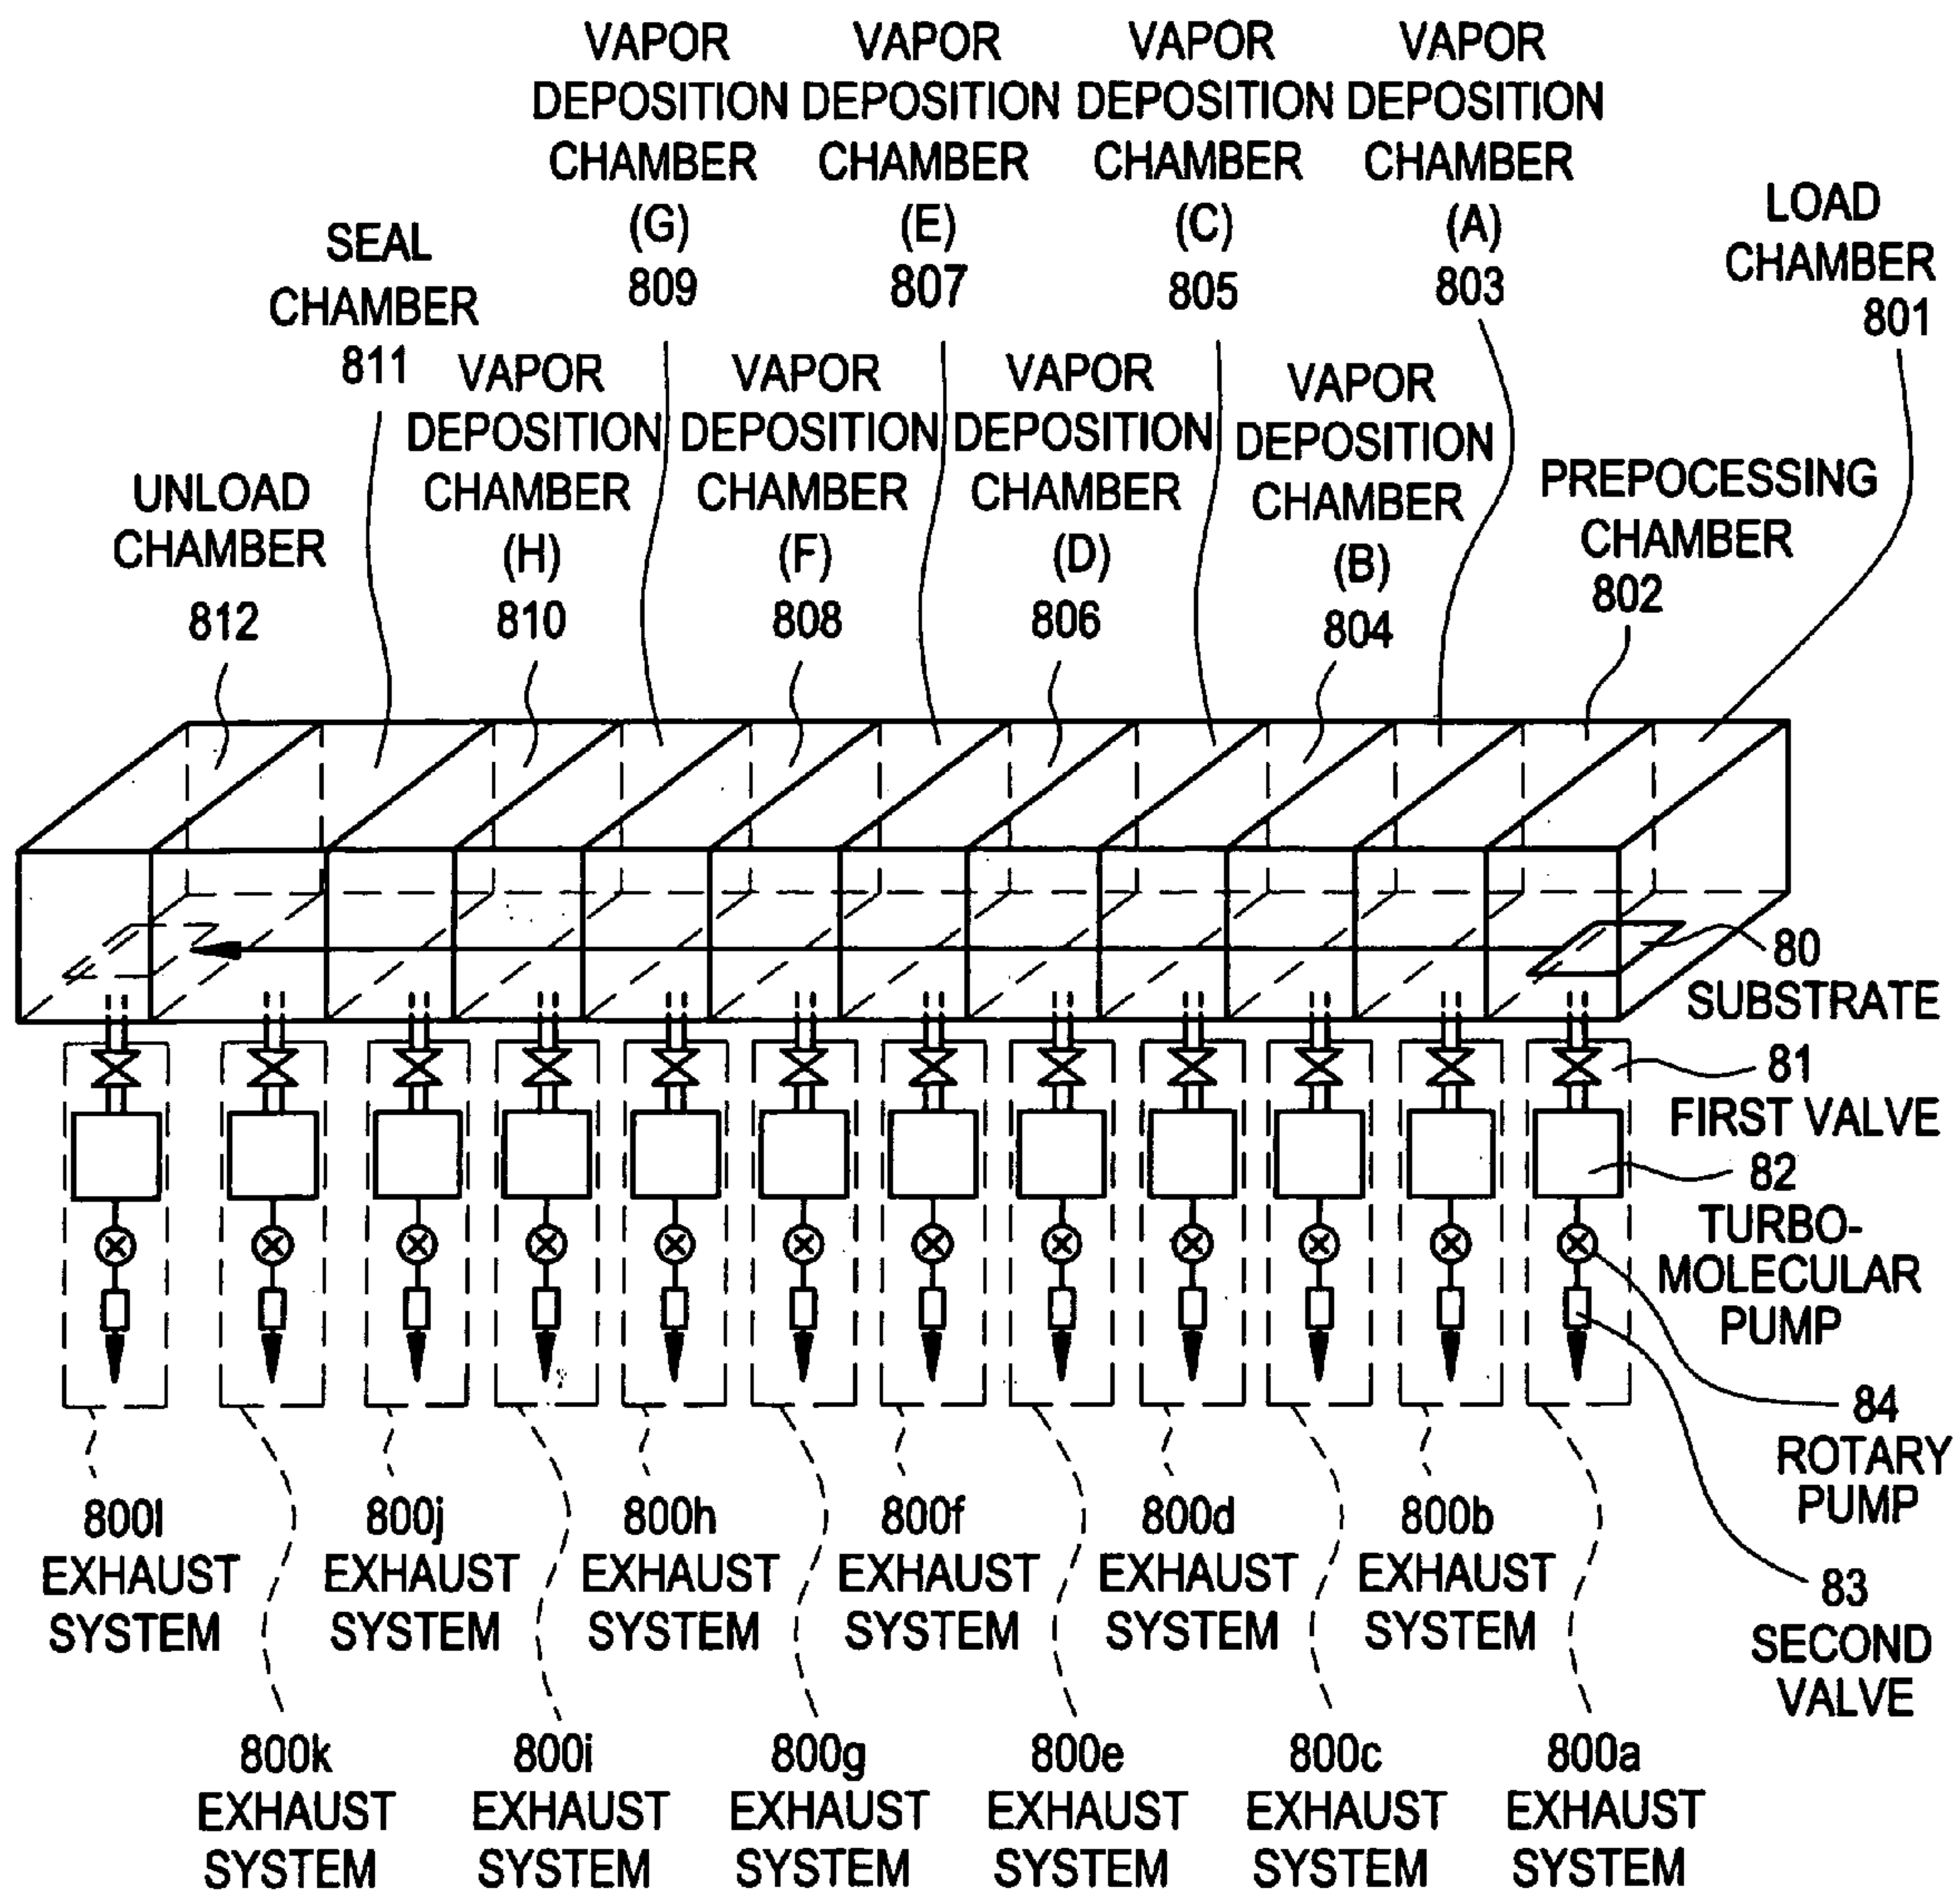 VAPOR
DEPOSITION
CHAMBER
(G)
809
VAPOR
DEPOSITION
CHAMBER
(E)
807
VAPOR
DEPOSITION
CHAMBER
(C)
805
VAPOR
DEPOSITION
CHAMBER
(A)
803
LOAD
CHAMBER
801
SEAL
CHAMBER
811
VAPOR
DEPOSITION
CHAMBER
(H)
810
VAPOR
DEPOSITION
CHAMBER
(F)
808
VAPOR
DEPOSITION
CHAMBER
(D)
806
VAPOR
DEPOSITION
CHAMBER
(B)
804
PREPOCESSING
CHAMBER
802
UNLOAD
CHAMBER
812
80
SUBSTRATE
81
FIRST VALVE
82
TURBO-
MOLECULAR
PUMP
84
ROTARY
PUMP
83
SECOND
VALVE
800l
EXHAUST
SYSTEM
800j
EXHAUST
SYSTEM
800h
EXHAUST
SYSTEM
800f
EXHAUST
SYSTEM
800d
EXHAUST
SYSTEM
800b
EXHAUST
SYSTEM
800k
EXHAUST
SYSTEM
800i
EXHAUST
SYSTEM
800g
EXHAUST
SYSTEM
800e
EXHAUST
SYSTEM
800c
EXHAUST
SYSTEM
800a
EXHAUST
SYSTEM